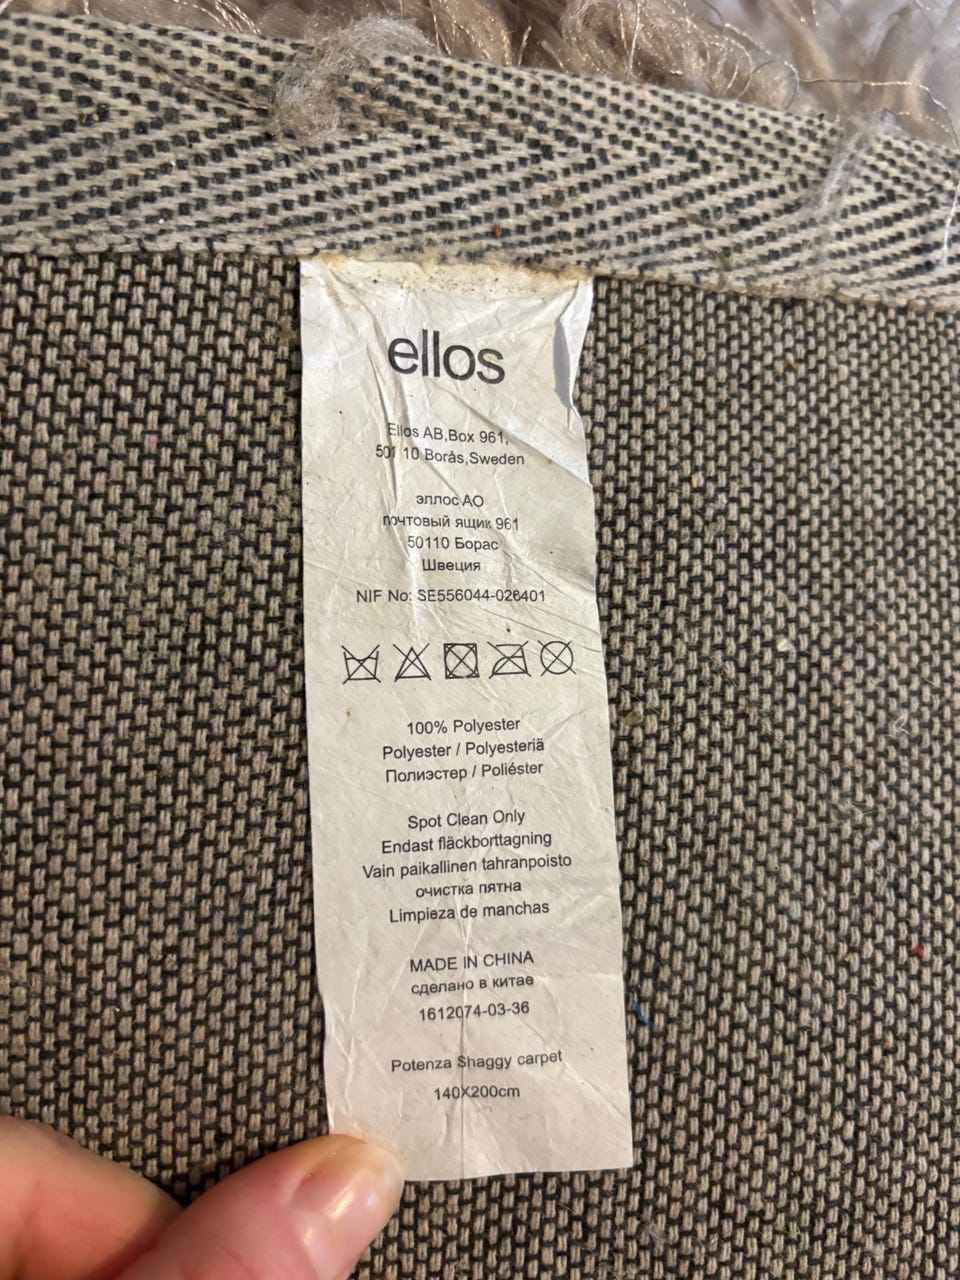 ellos
Ellos AB,Box 961,
501 10 Borås,Sweden
эллос АО
почтовый ящик 961
50110 Борас
Швеция
NIF No: SE556044-026401
100% Polyester
Polyester / Polyesteriä
Полиэстер / Poliéster
Spot Clean Only
Endast fläckborttagning
Vain paikallinen tahranpoisto
очистка пятна
Limpieza de manchas
MADE IN CHINA
сделано в китае
1612074-03-36
Potenza Shaggy carpet
140X200cm